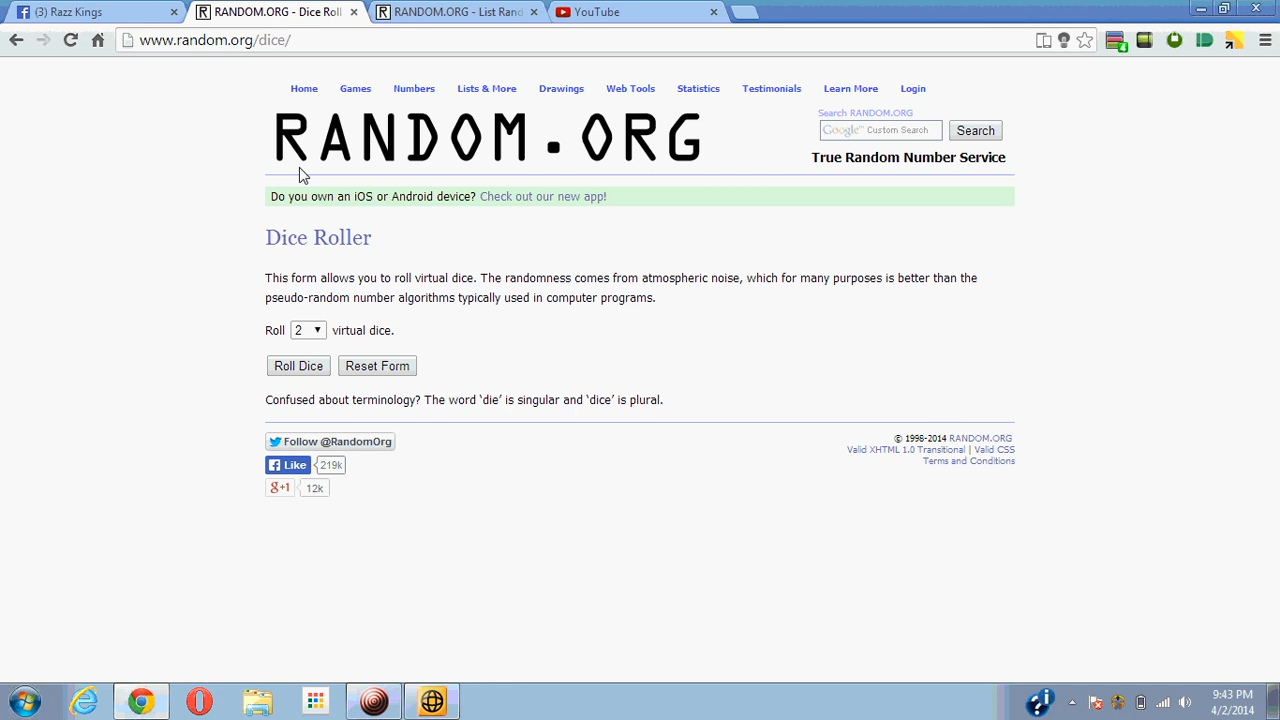 (3) Razz Kings
RANDOM.ORG - Dice Roll
RANDOM.ORG - List Rand
YouTube
www.random.org/dice/
4
Home Games Numbers Lists & More Drawings Web Tools Statistics Testimonials Learn More Login
RANDOM.ORG
Search RANDOM.ORG
Google™ Custom Search
Search
True Random Number Service
Do you own an iOS or Android device? Check out our new app!
Dice Roller
This form allows you to roll virtual dice. The randomness comes from atmospheric noise, which for many purposes is better than the
pseudo-random number algorithms typically used in computer programs.
Roll 2 virtual dice.
Roll Dice Reset Form
Confused about terminology? The word ‘die’ is singular and ‘dice’ is plural.
Follow @RandomOrg
Like 219k
g+1 12k
© 1998-2014 RANDOM.ORG
Valid XHTML 1.0 Transitional | Valid CSS
Terms and Conditions
9:43 PM
4/2/2014